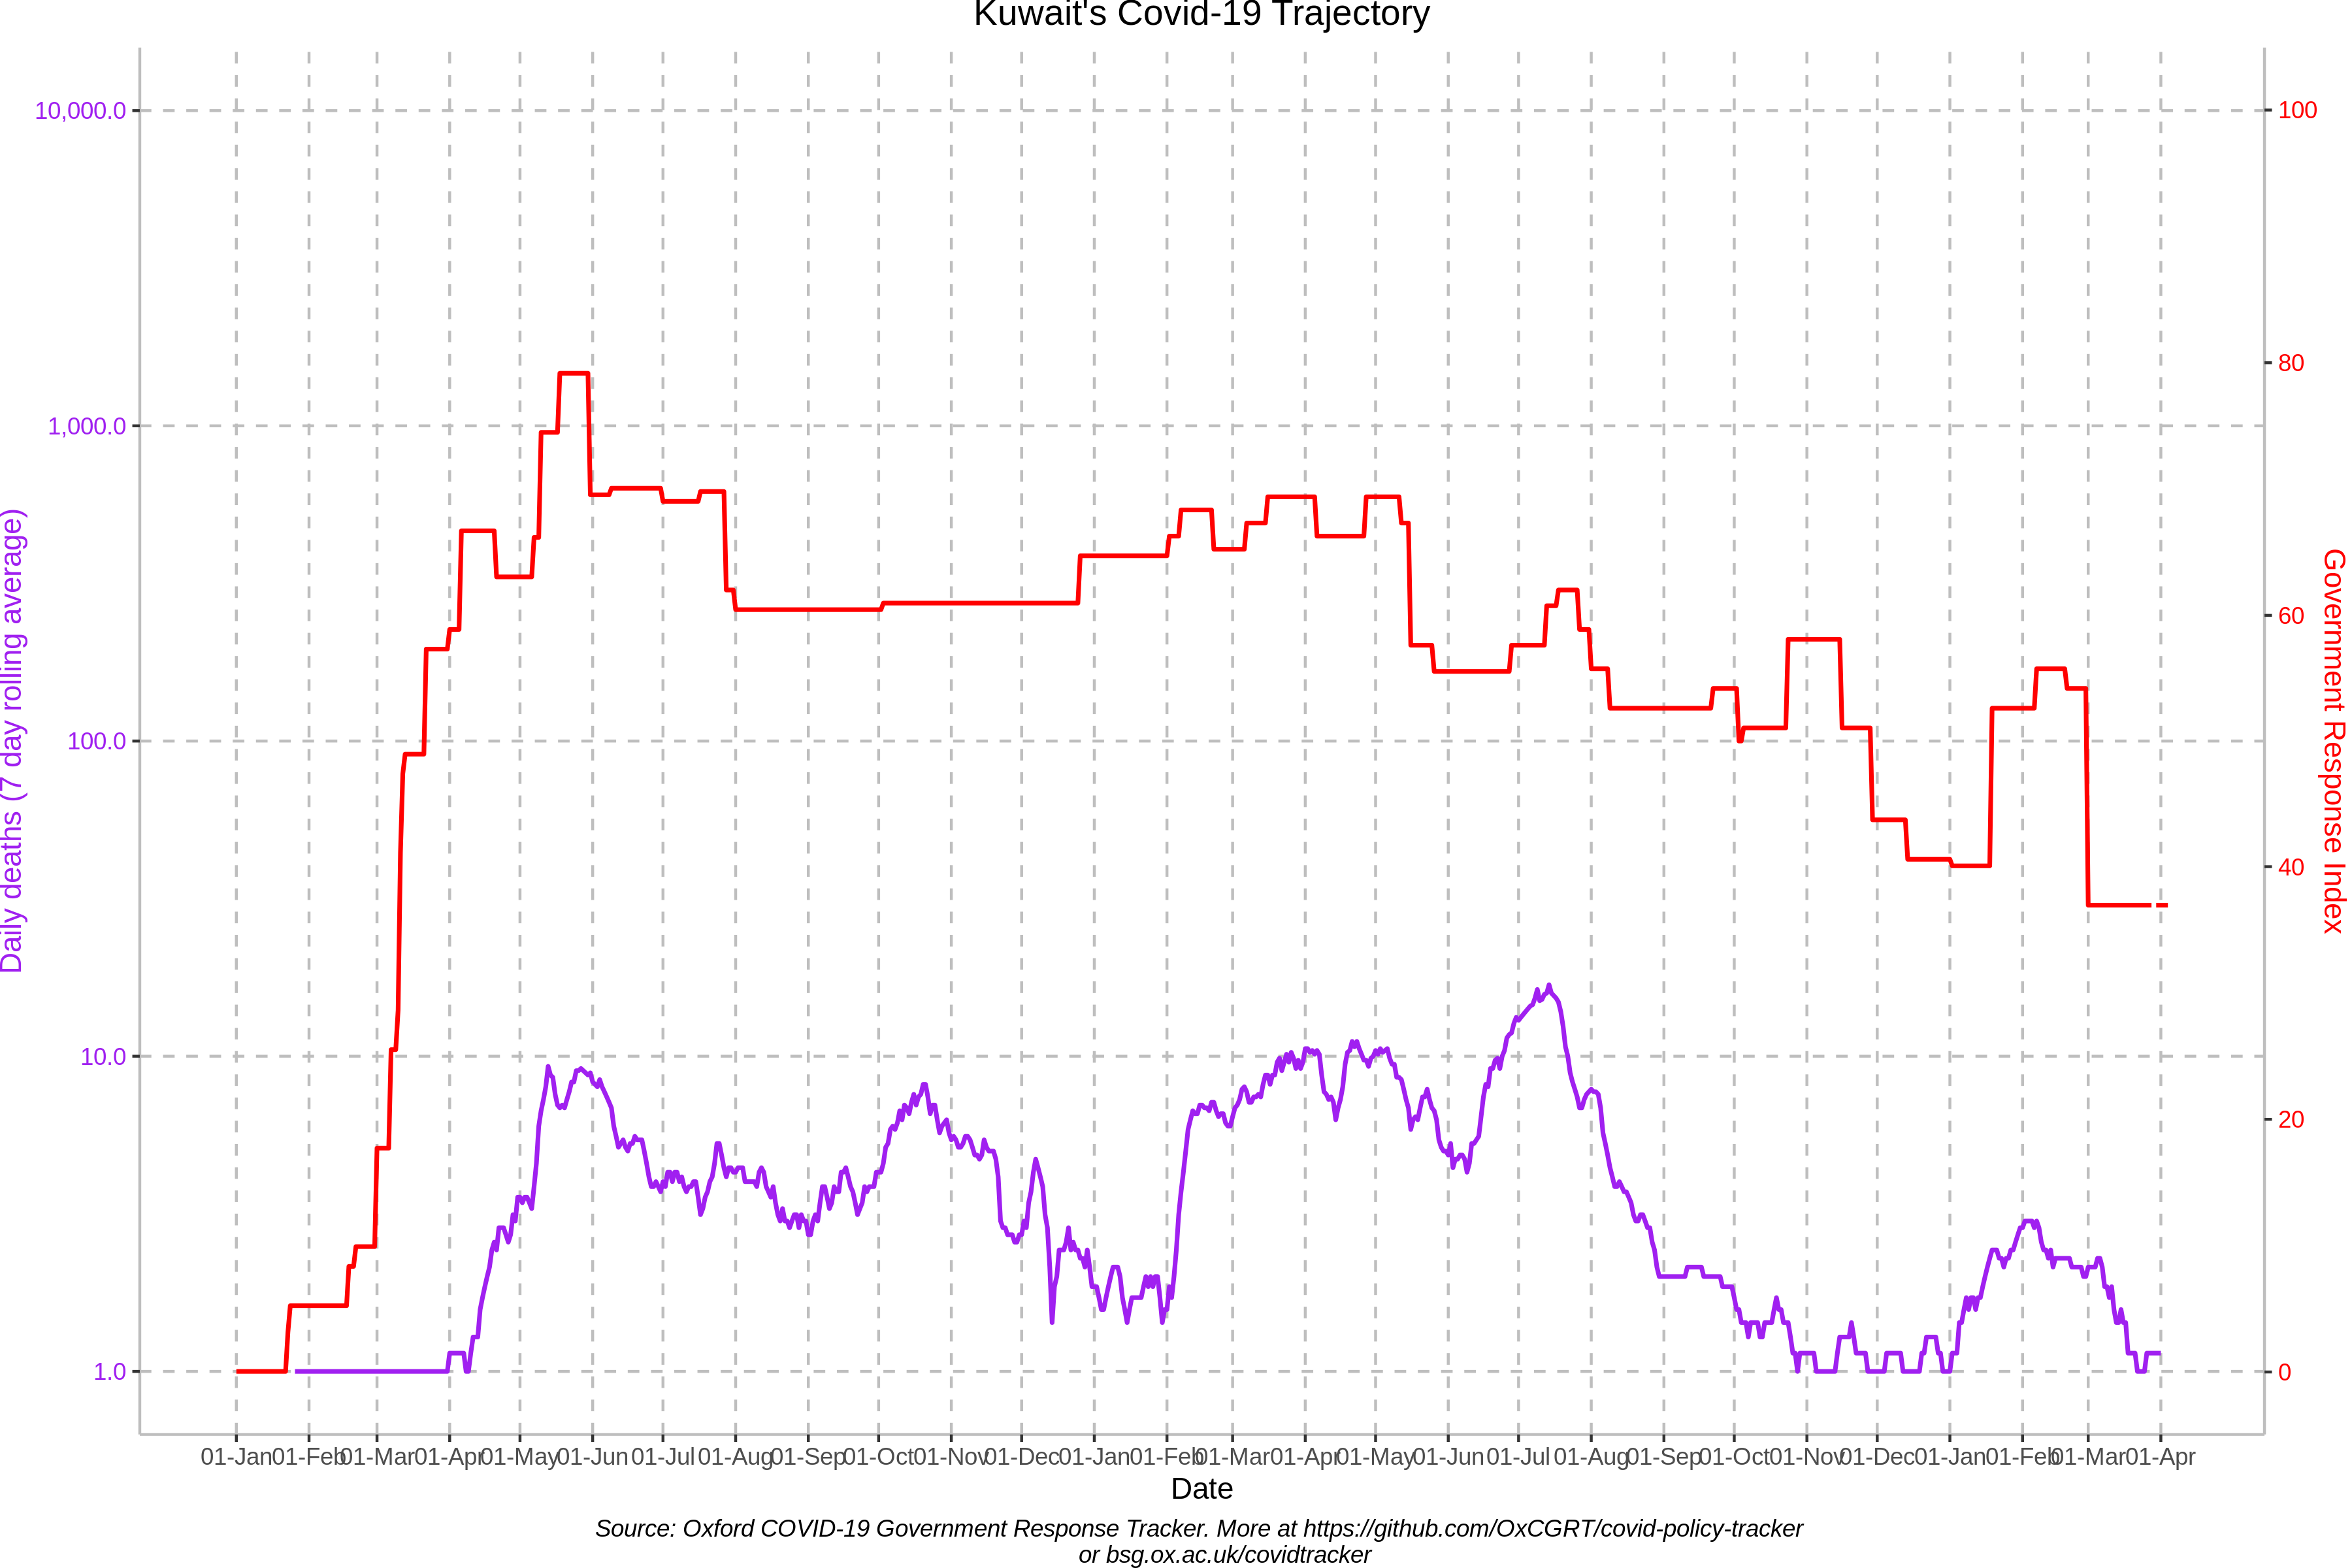 Kuwait's Covid-19 Trajectory
10,000.0
1,000.0
100.0
10.0
1.0
Daily deaths (7 day rolling average)
100
80
60
40
20
0
Government Response Index
01-Jan 01-Feb 01-Mar 01-Apr 01-May 01-Jun 01-Jul 01-Aug 01-Sep 01-Oct 01-Nov 01-Dec 01-Jan 01-Feb 01-Mar 01-Apr 01-May 01-Jun 01-Jul 01-Aug 01-Sep 01-Oct 01-Nov 01-Dec 01-Jan 01-Feb 01-Mar 01-Apr
Date
Source: Oxford COVID-19 Government Response Tracker. More at https://github.com/OxCGRT/covid-policy-tracker
or bsg.ox.ac.uk/covidtracker